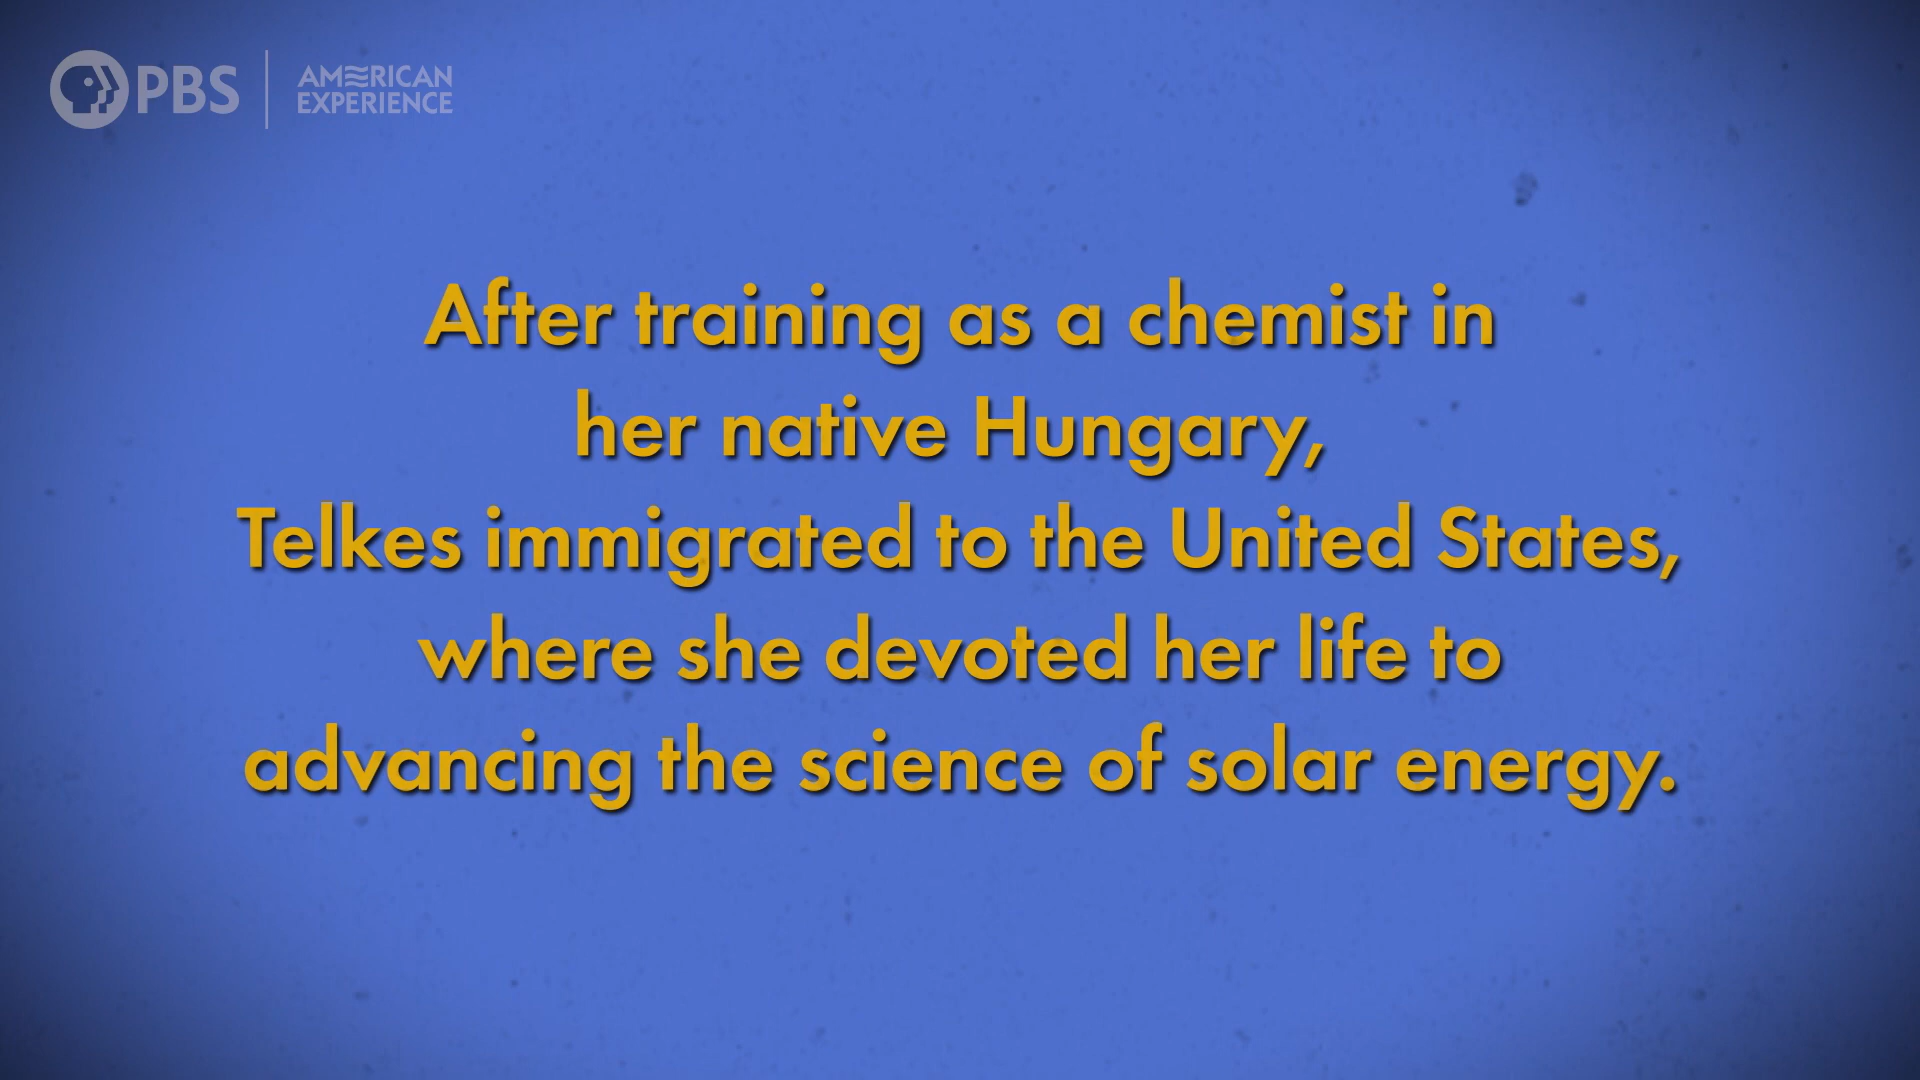 PBS
AMERICAN
EXPERIENCE
After training as a chemist in
her native Hungary,
Telkes immigrated to the United States,
where she devoted her life to
advancing the science of solar energy.